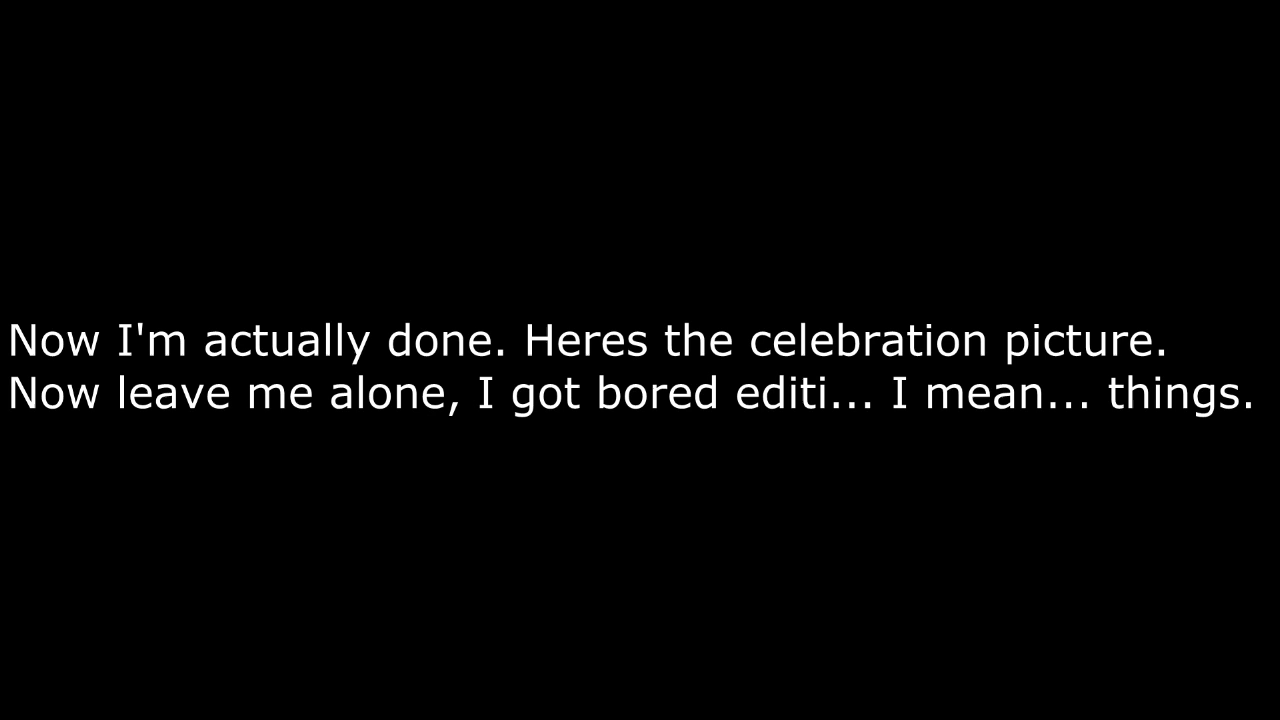 Now I'm actually done. Heres the celebration picture.
Now leave me alone, I got bored editi... I mean... things.